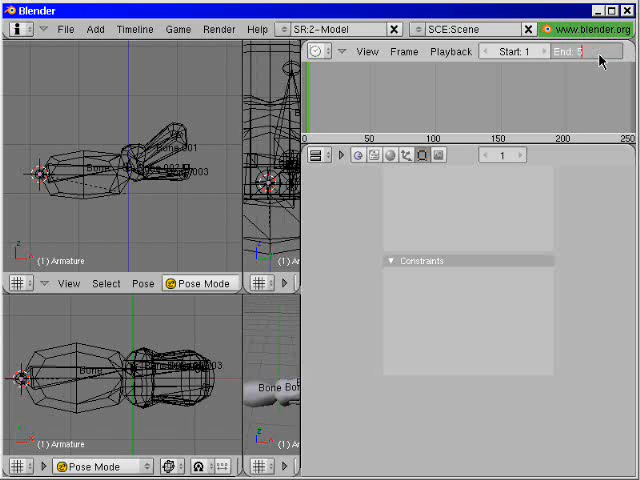 Blender
File Add Timeline Game Render Help SR:2-Model SCE:Scene www.blender.org
View Frame Playback Start: 1 End: 5
0 50 100 150 200 250
1
Bone Bone.001
(1) Armature
View Select Pose Pose Mode
Constraints
Bone
Bone
(1) Armature
Pose Mode